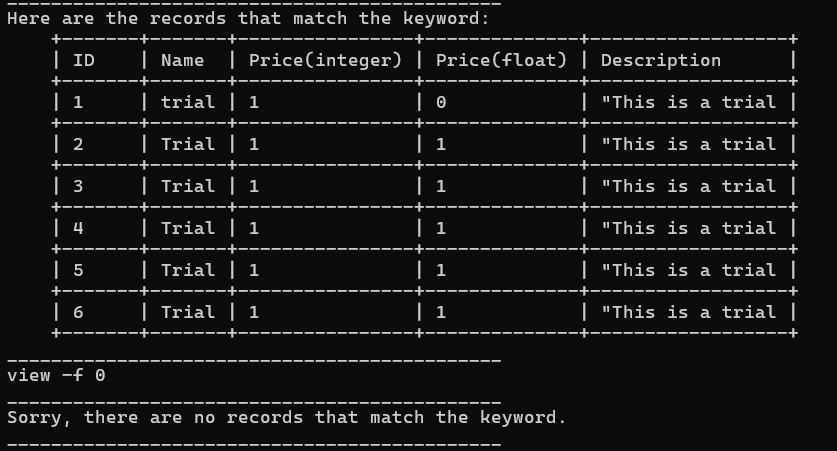 Here are the records that match the keyword:
| ID | Name | Price(integer) | Price(float) | Description |
| 1 | trial | 1 | 0 | "This is a trial |
| 2 | Trial | 1 | 1 | "This is a trial |
| 3 | Trial | 1 | 1 | "This is a trial |
| 4 | Trial | 1 | 1 | "This is a trial |
| 5 | Trial | 1 | 1 | "This is a trial |
| 6 | Trial | 1 | 1 | "This is a trial |
view -f 0
Sorry, there are no records that match the keyword.